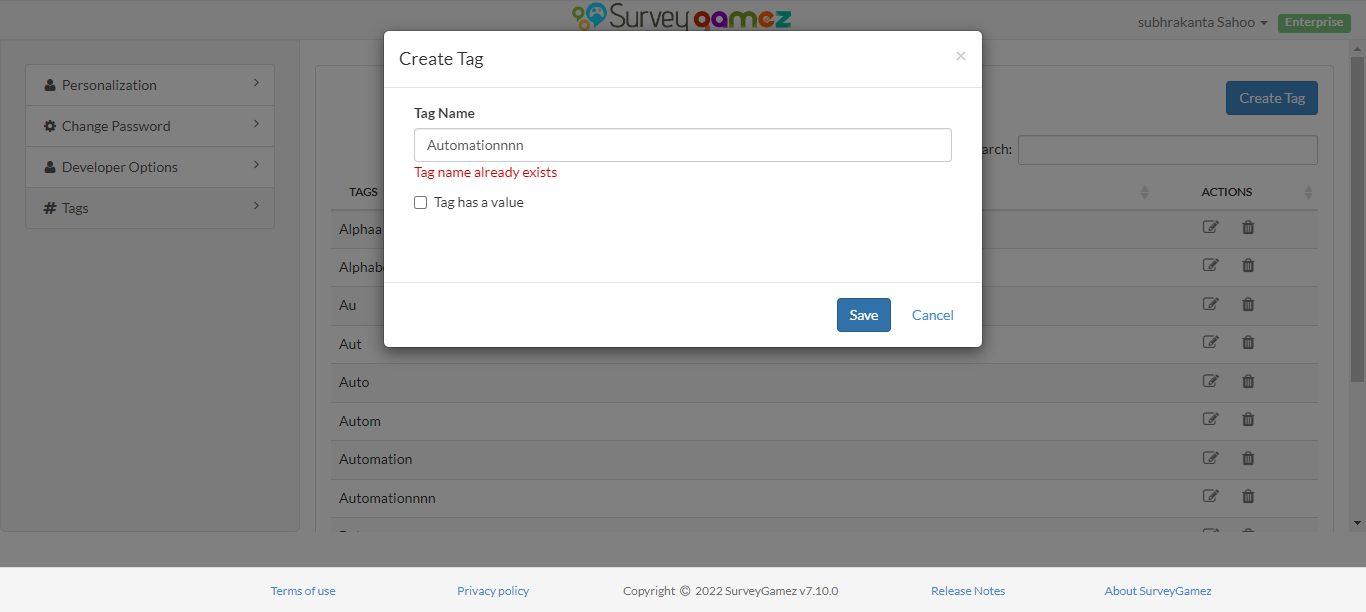 Surveygamez
subhrakanta Sahoo
Enterprise
Create Tag
×
Personalization
Change Password
Developer Options
# Tags
Create Tag
Tag Name
Automationnnn
Tag name already exists
Tag has a value
Save
Cancel
arch:
TAGS
ACTIONS
Alphaa
Alphab
Au
Aut
Auto
Autom
Automation
Automationnnn
Terms of use
Privacy policy
Copyright © 2022 SurveyGamez v7.10.0
Release Notes
About SurveyGamez